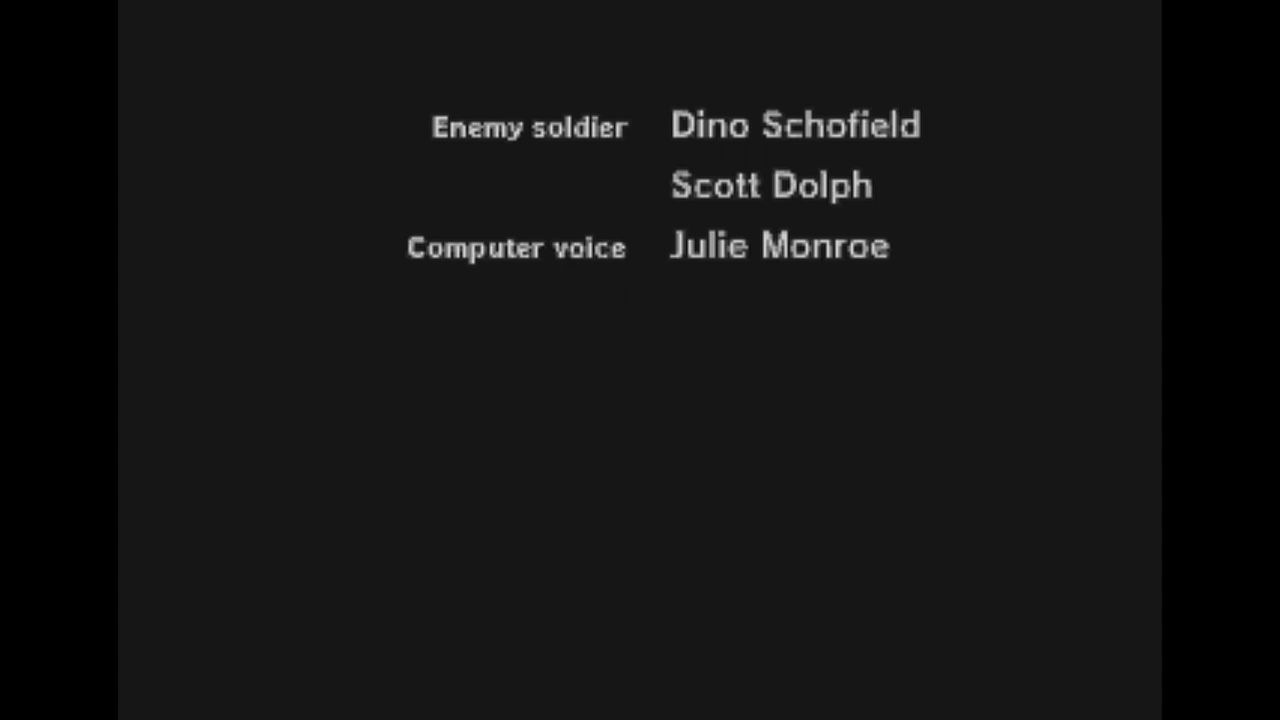 Enemy soldier Dino Schofield
Scott Dolph
Computer voice Julie Monroe